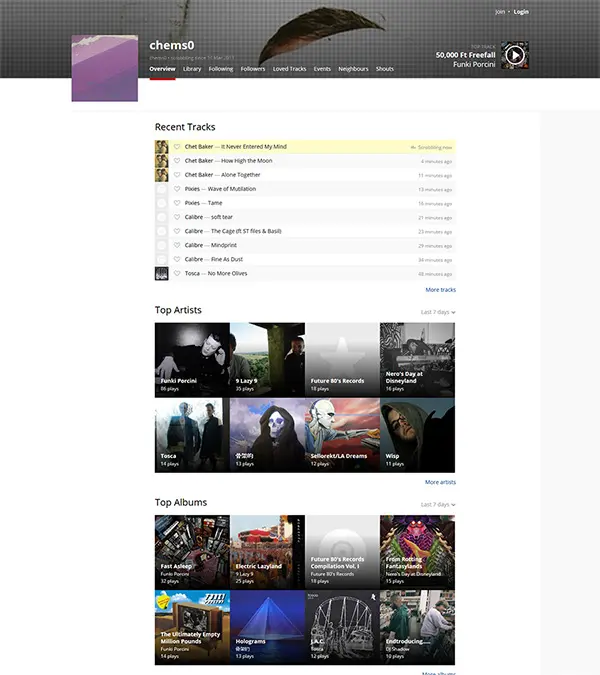 Join • Login
chems0
TOP TRACK
50,000 Ft Freefall
Funki Porcini
Overview Library Following Followers Loved Tracks Events Neighbours Shouts
Recent Tracks
Chet Baker — It Never Entered My Mind Scrobbling now
Chet Baker — How High the Moon 4 minutes ago
Chet Baker — Alone Together 11 minutes ago
Pixies — Wave of Mutilation 13 minutes ago
Pixies — Tame 16 minutes ago
Calibre — soft tear 21 minutes ago
Calibre — The Cage (ft ST files & Basil) 23 minutes ago
Calibre — Mindprint 29 minutes ago
Calibre — Fine As Dust 34 minutes ago
Tosca — No More Olives 48 minutes ago
More tracks
Top Artists Last 7 days
Funki Porcini
86 plays
9 Lazy 9
35 plays
Future 80's Records
18 plays
Nero's Day at
Disneyland
16 plays
Tosca
14 plays
骨架的
13 plays
Sellorekt/LA Dreams
12 plays
Wisp
11 plays
More artists
Top Albums Last 7 days
Fast Asleep
Funki Porcini
32 plays
Electric Lazyland
9 Lazy 9
25 plays
Future 80's Records
Compilation Vol. I
Future 80's Records
18 plays
From Rotting
Fantasylands
Nero's Day at Disneyland
15 plays
The Ultimately Empty
Million Pounds
Funki Porcini
14 plays
Holograms
骨架的
13 plays
J.A.C.
Tosca
12 plays
Endtroducing.....
DJ Shadow
10 plays
More albums